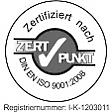 Zertifiziert nach
ZERT
PUNKT
DIN EN ISO 9001:2008
Registriernummer: I-K-1203011